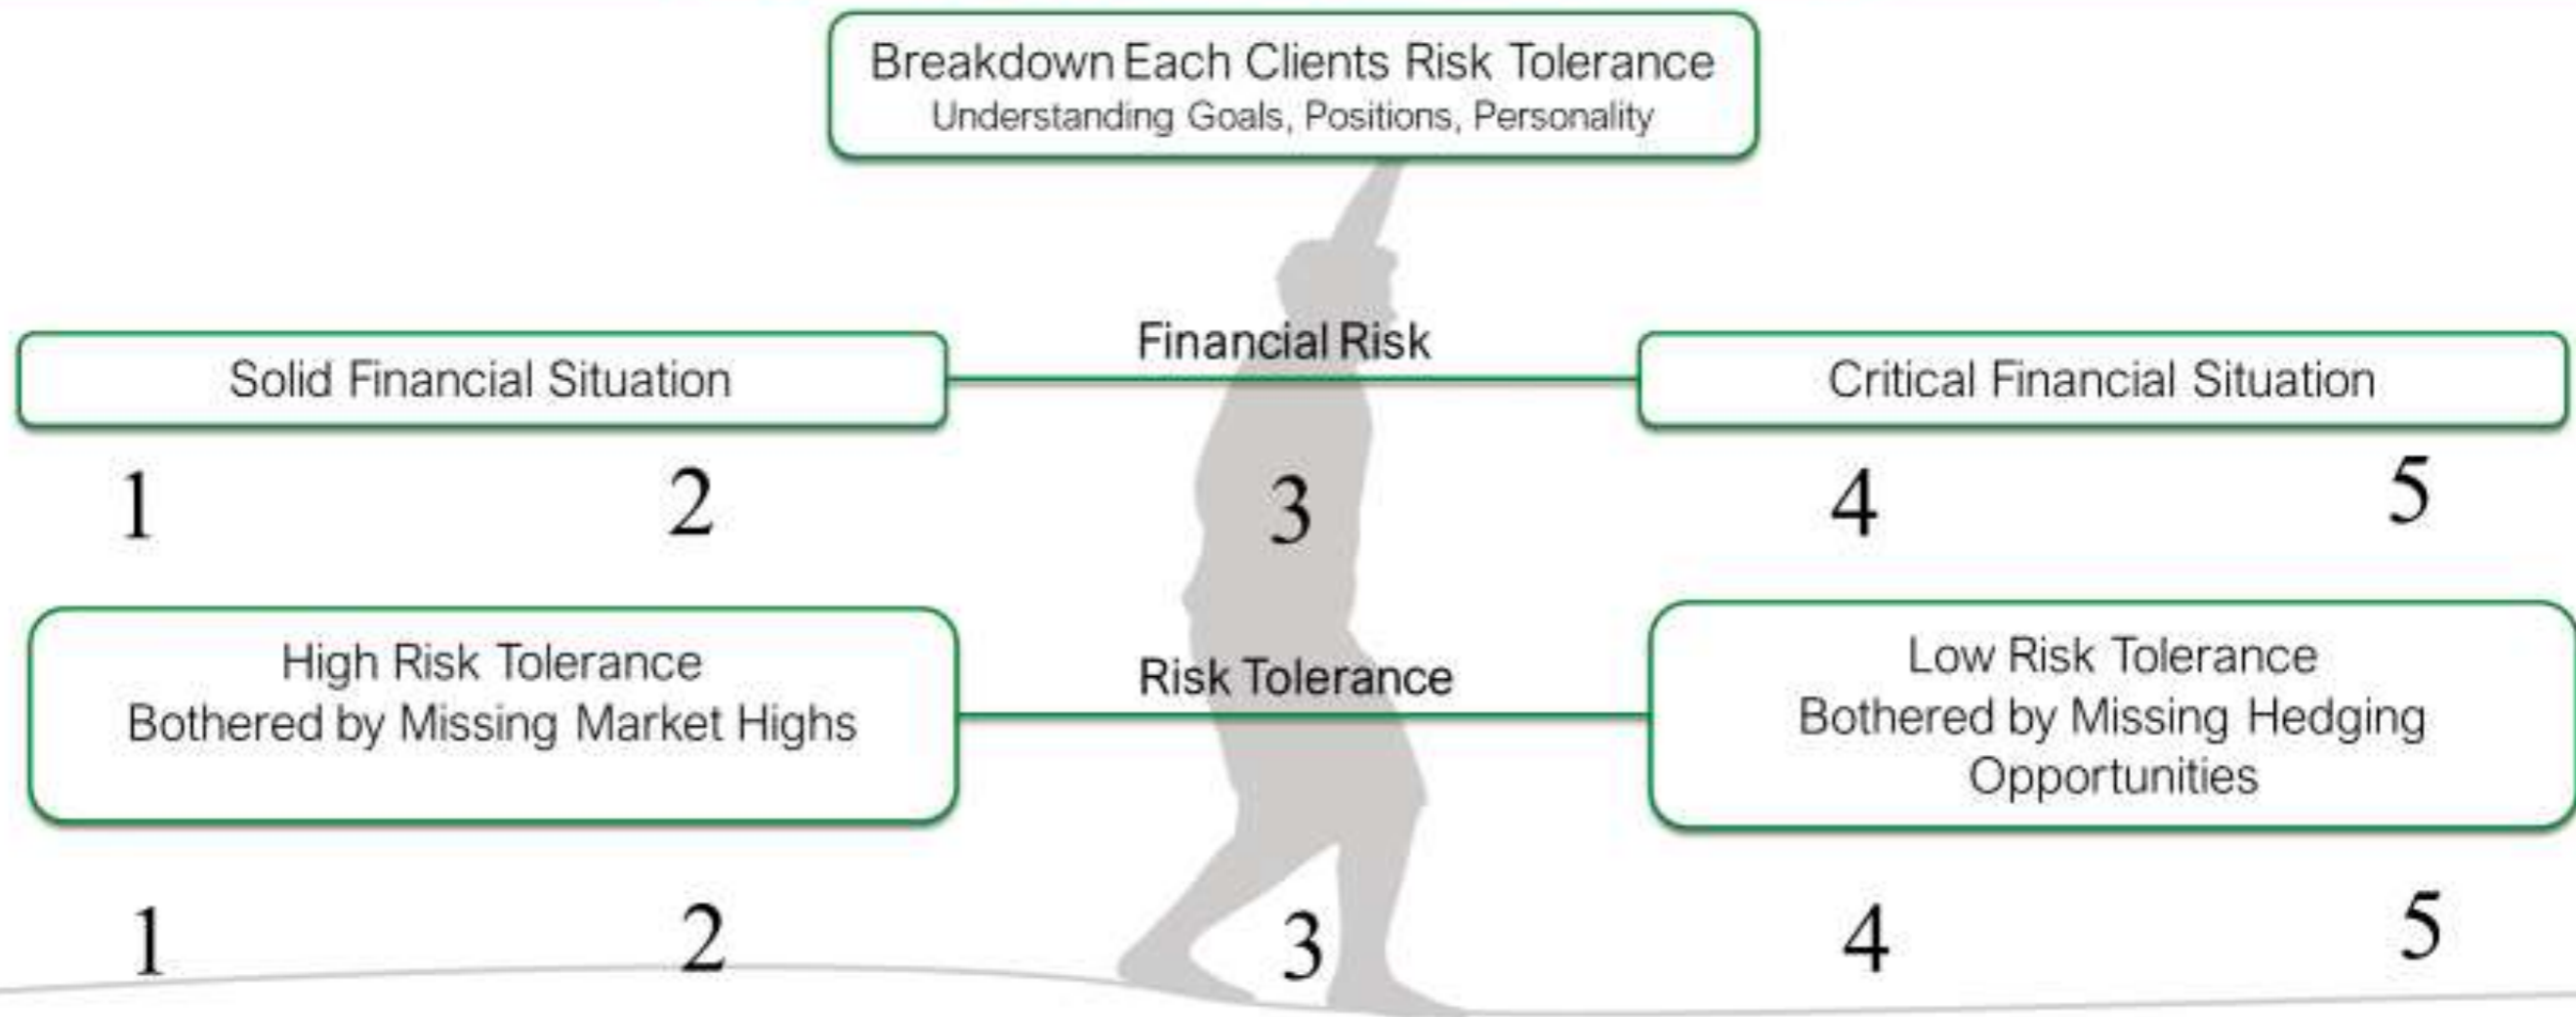 Breakdown Each Clients Risk Tolerance
Understanding Goals, Positions, Personality
Solid Financial Situation
Financial Risk
Critical Financial Situation
1 2 3 4 5
High Risk Tolerance
Bothered by Missing Market Highs
Risk Tolerance
Low Risk Tolerance
Bothered by Missing Hedging
Opportunities
1 2 3 4 5